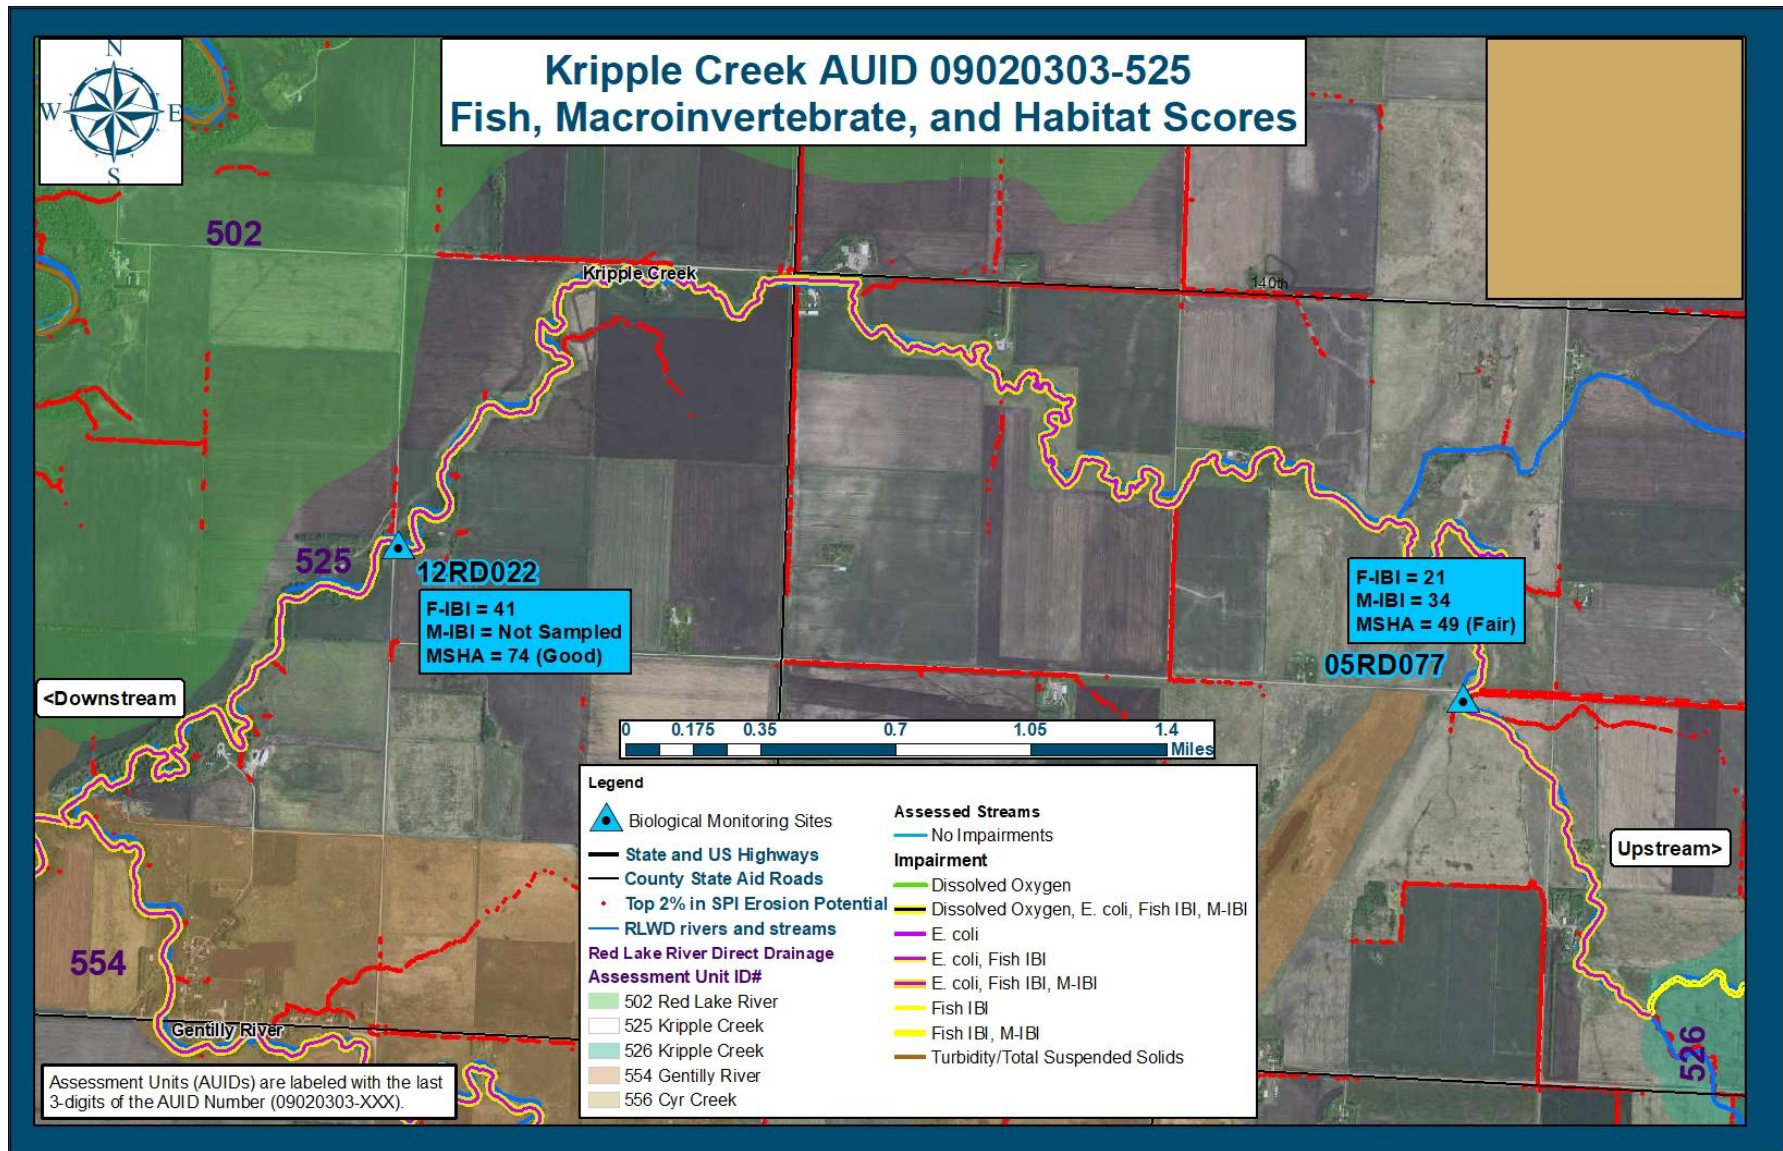 Kripple Creek AUID 09020303-525
Fish, Macroinvertebrate, and Habitat Scores
N
W
E
S
502
Kripple Creek
140th
525
12RD022
F-IBI = 41
M-IBI = Not Sampled
MSHA = 74 (Good)
F-IBI = 21
M-IBI = 34
MSHA = 49 (Fair)
05RD077
<Downstream
0 0.175 0.35 0.7 1.05 1.4
Miles
Upstream>
554
Gentilly River
526
Assessment Units (AUIDs) are labeled with the last
3-digits of the AUID Number (09020303-XXX).
Legend
Biological Monitoring Sites
State and US Highways
County State Aid Roads
Top 2% in SPI Erosion Potential
RLWD rivers and streams
Red Lake River Direct Drainage
Assessment Unit ID#
502 Red Lake River
525 Kripple Creek
526 Kripple Creek
554 Gentilly River
556 Cyr Creek
Assessed Streams
No Impairments
Impairment
Dissolved Oxygen
Dissolved Oxygen, E. coli, Fish IBI, M-IBI
E. coli
E. coli, Fish IBI
E. coli, Fish IBI, M-IBI
Fish IBI
Fish IBI, M-IBI
Turbidity/Total Suspended Solids